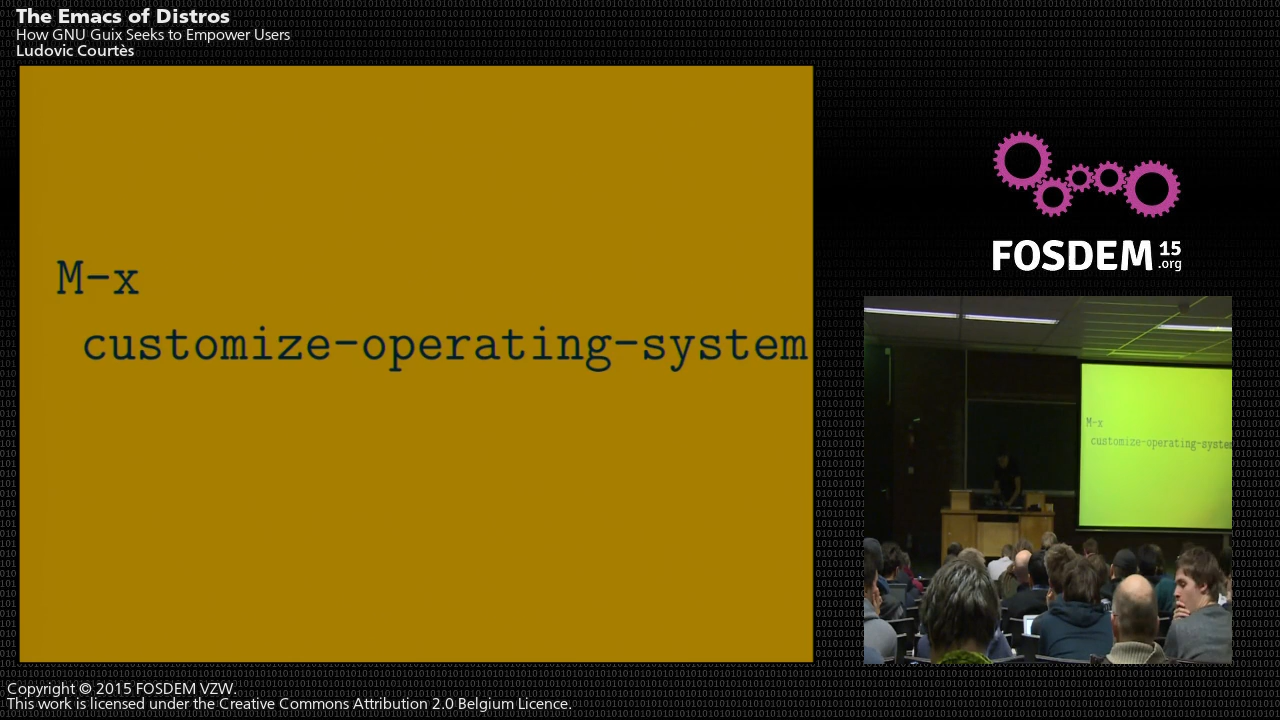 The Emacs of Distros
How GNU Guix Seeks to Empower Users
Ludovic Courtès
M-x
customize-operating-system
FOSDEM 15
.org
M-x
customize-operating-system
Copyright © 2015 FOSDEM VZW.
This work is licensed under the Creative Commons Attribution 2.0 Belgium Licence.